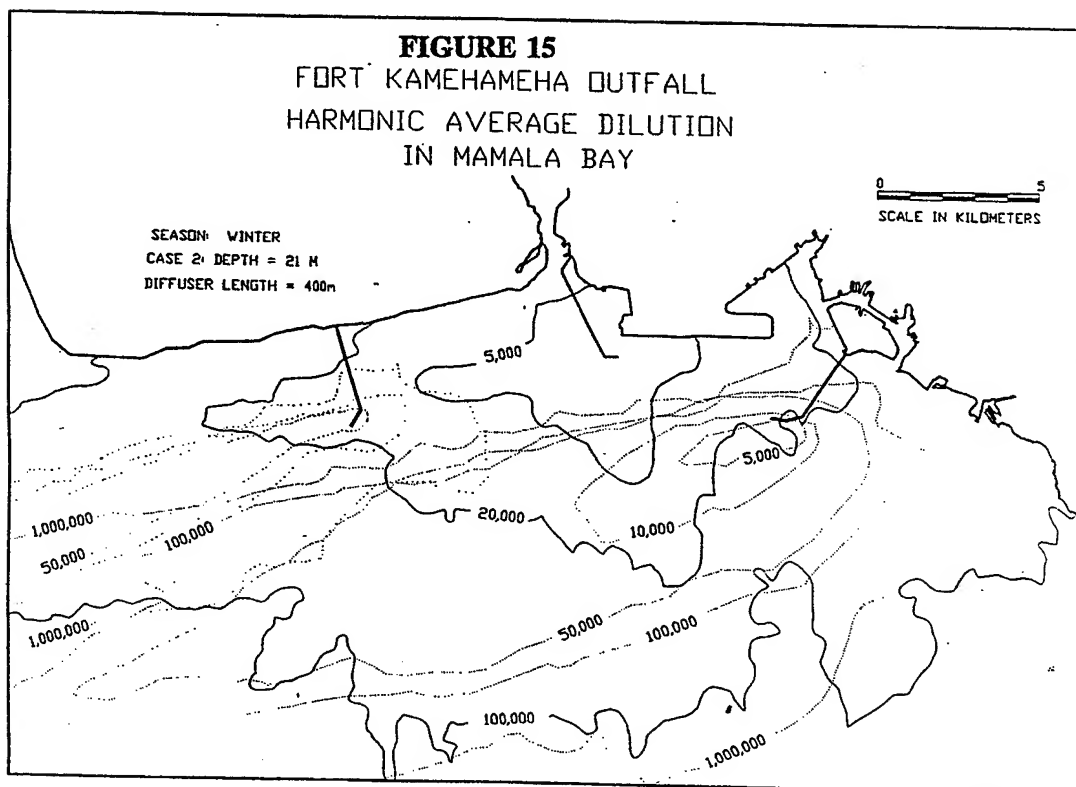 FIGURE 15
FORT KAMEHAMEHA OUTFALL
HARMONIC AVERAGE DILUTION
IN MAMALA BAY
0 5
SCALE IN KILOMETERS
SEASON: WINTER
CASE 2: DEPTH = 21 M
DIFFUSER LENGTH = 400m
5,000
5,000
1,000,000
50,000
100,000
20,000
10,000
1,000,000
50,000
100,000
100,000
1,000,000